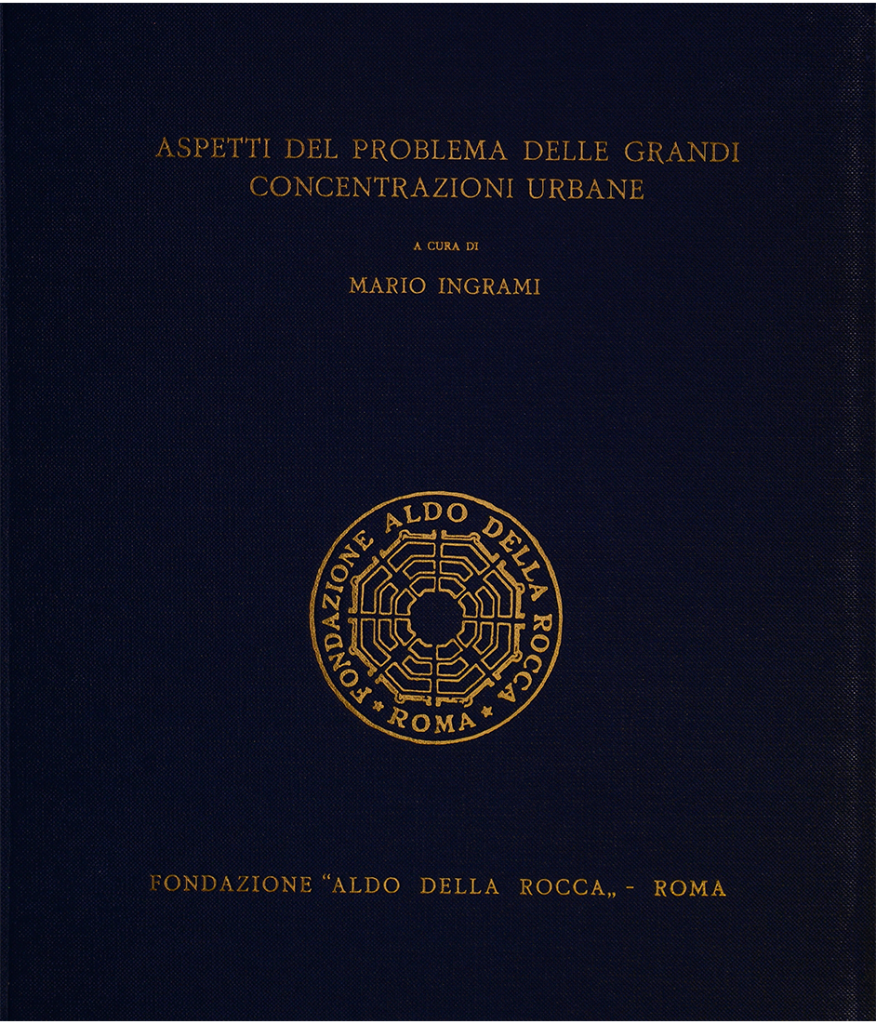 ASPETTI DEL PROBLEMA DELLE GRANDI
CONCENTRAZIONI URBANE
A CURA DI
MARIO INGRAMI
FONDAZIONE ALDO DELLA ROCCA
* ROMA *
FONDAZIONE “ALDO DELLA ROCCA„ - ROMA